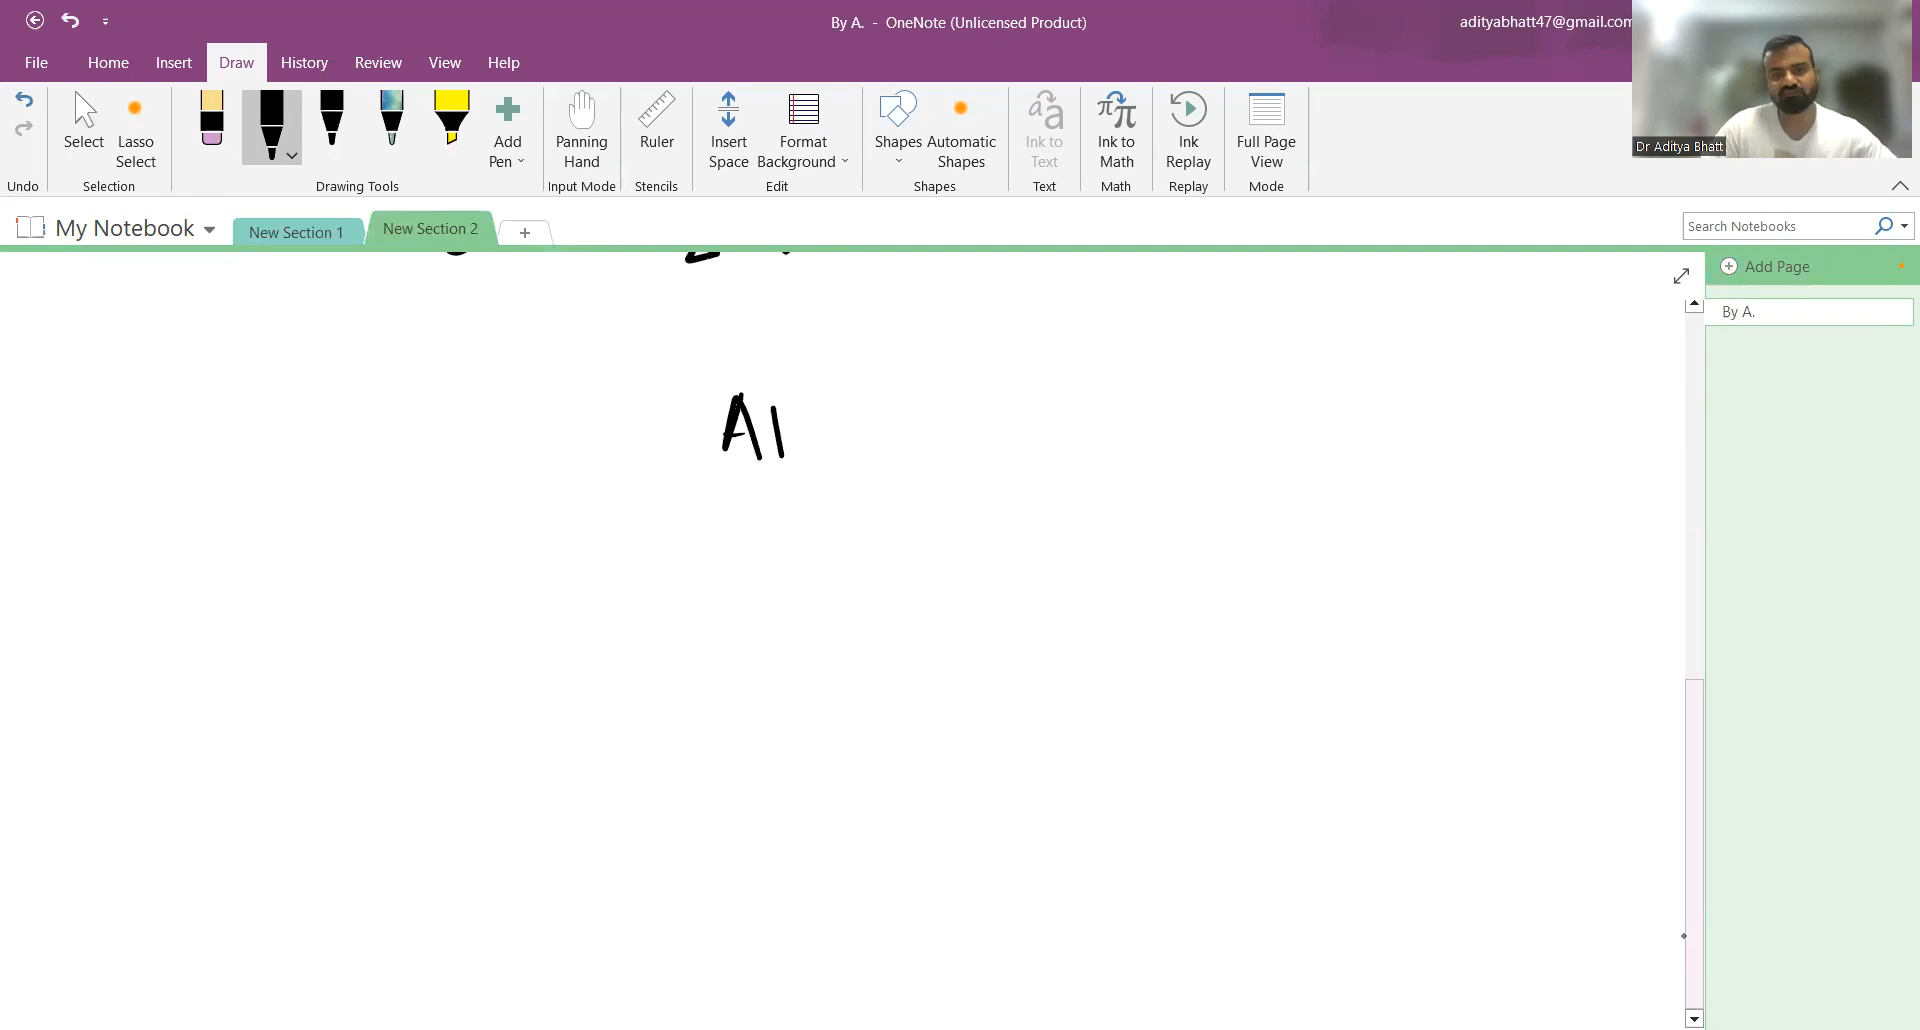 By A. - OneNote (Unlicensed Product)
adityabhatt47@gmail.com
File Home Insert Draw History Review View Help
Select
Lasso Select
Add Pen
Panning Hand
Ruler
Insert Space
Format Background
Shapes
Automatic Shapes
Ink to Text
Ink to Math
Ink Replay
Full Page View
Undo Selection Drawing Tools Input Mode Stencils Edit Shapes Text Math Replay Mode
Dr Aditya Bhatt
My Notebook New Section 1 New Section 2
Search Notebooks
Add Page
By A.
AI